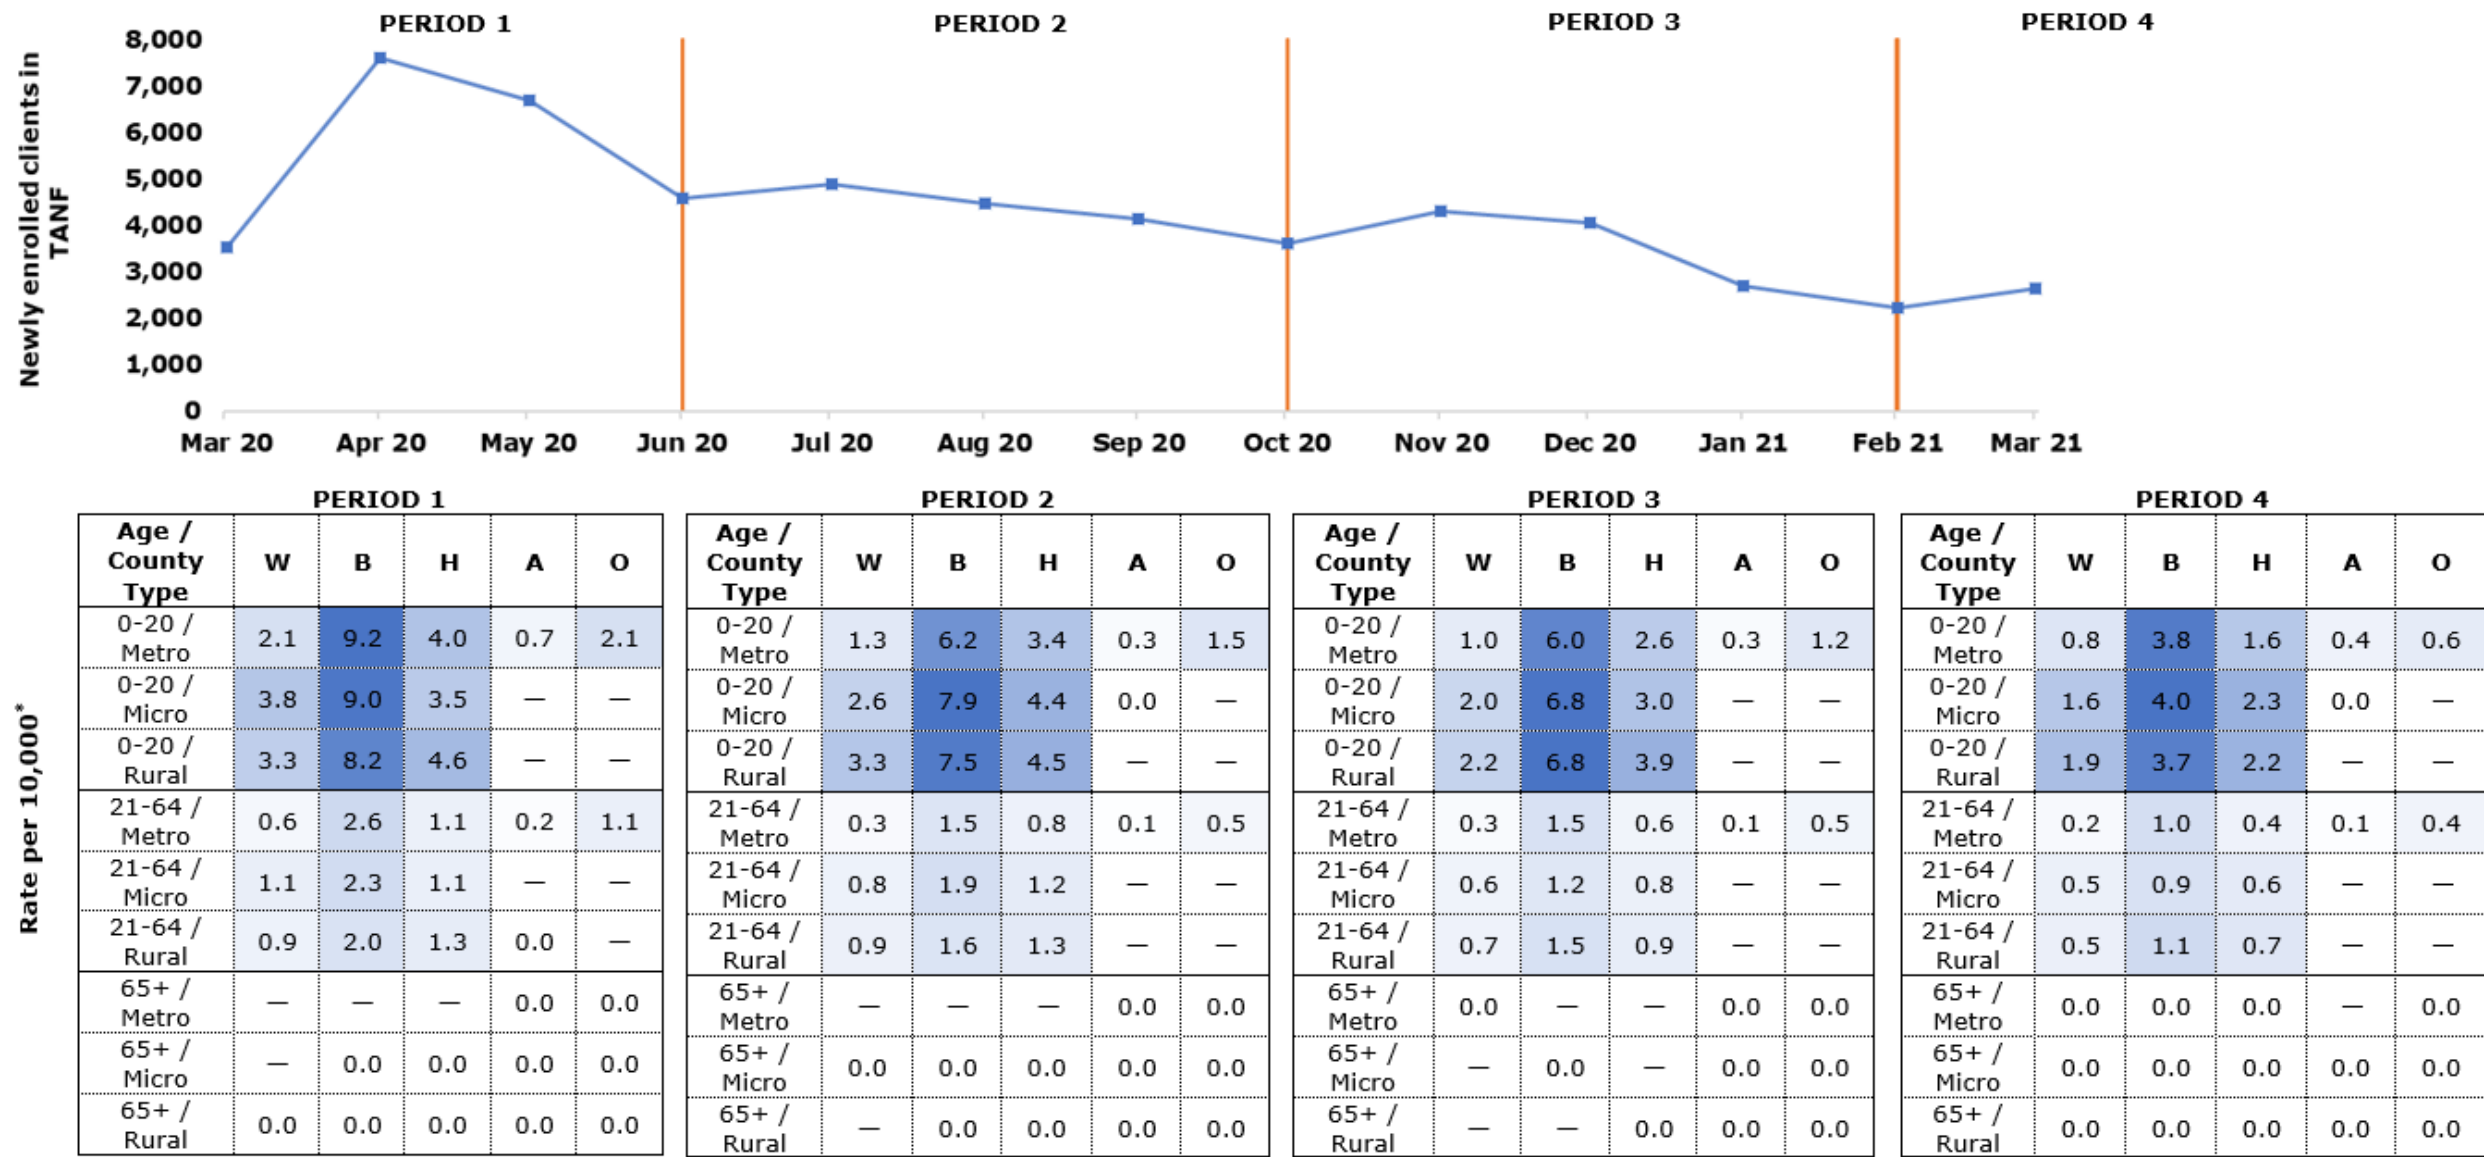 PERIOD 1 PERIOD 2 PERIOD 3 PERIOD 4
Newly enrolled clients in
TANF
8,000
7,000
6,000
5,000
4,000
3,000
2,000
1,000
0
Mar 20 Apr 20 May 20 Jun 20 Jul 20 Aug 20 Sep 20 Oct 20 Nov 20 Dec 20 Jan 21 Feb 21 Mar 21
Rate per 10,000*
PERIOD 1
Age /
County
Type
W B H A O
0-20 /
Metro
2.1 9.2 4.0 0.7 2.1
0-20 /
Micro
3.8 9.0 3.5 — —
0-20 /
Rural
3.3 8.2 4.6 — —
21-64 /
Metro
0.6 2.6 1.1 0.2 1.1
21-64 /
Micro
1.1 2.3 1.1 — —
21-64 /
Rural
0.9 2.0 1.3 0.0 —
65+ /
Metro
— — — 0.0 0.0
65+ /
Micro
— 0.0 0.0 0.0 0.0
65+ /
Rural
0.0 0.0 0.0 0.0 0.0
PERIOD 2
Age /
County
Type
W B H A O
0-20 /
Metro
1.3 6.2 3.4 0.3 1.5
0-20 /
Micro
2.6 7.9 4.4 0.0 —
0-20 /
Rural
3.3 7.5 4.5 — —
21-64 /
Metro
0.3 1.5 0.8 0.1 0.5
21-64 /
Micro
0.8 1.9 1.2 — —
21-64 /
Rural
0.9 1.6 1.3 — —
65+ /
Metro
— — — 0.0 0.0
65+ /
Micro
0.0 0.0 0.0 0.0 0.0
65+ /
Rural
— 0.0 0.0 0.0 0.0
PERIOD 3
Age /
County
Type
W B H A O
0-20 /
Metro
1.0 6.0 2.6 0.3 1.2
0-20 /
Micro
2.0 6.8 3.0 — —
0-20 /
Rural
2.2 6.8 3.9 — —
21-64 /
Metro
0.3 1.5 0.6 0.1 0.5
21-64 /
Micro
0.6 1.2 0.8 — —
21-64 /
Rural
0.7 1.5 0.9 — —
65+ /
Metro
0.0 — — 0.0 0.0
65+ /
Micro
— 0.0 — 0.0 0.0
65+ /
Rural
— — 0.0 0.0 0.0
PERIOD 4
Age /
County
Type
W B H A O
0-20 /
Metro
0.8 3.8 1.6 0.4 0.6
0-20 /
Micro
1.6 4.0 2.3 0.0 —
0-20 /
Rural
1.9 3.7 2.2 — —
21-64 /
Metro
0.2 1.0 0.4 0.1 0.4
21-64 /
Micro
0.5 0.9 0.6 — —
21-64 /
Rural
0.5 1.1 0.7 — —
65+ /
Metro
0.0 0.0 0.0 — 0.0
65+ /
Micro
0.0 0.0 0.0 0.0 0.0
65+ /
Rural
0.0 0.0 0.0 0.0 0.0